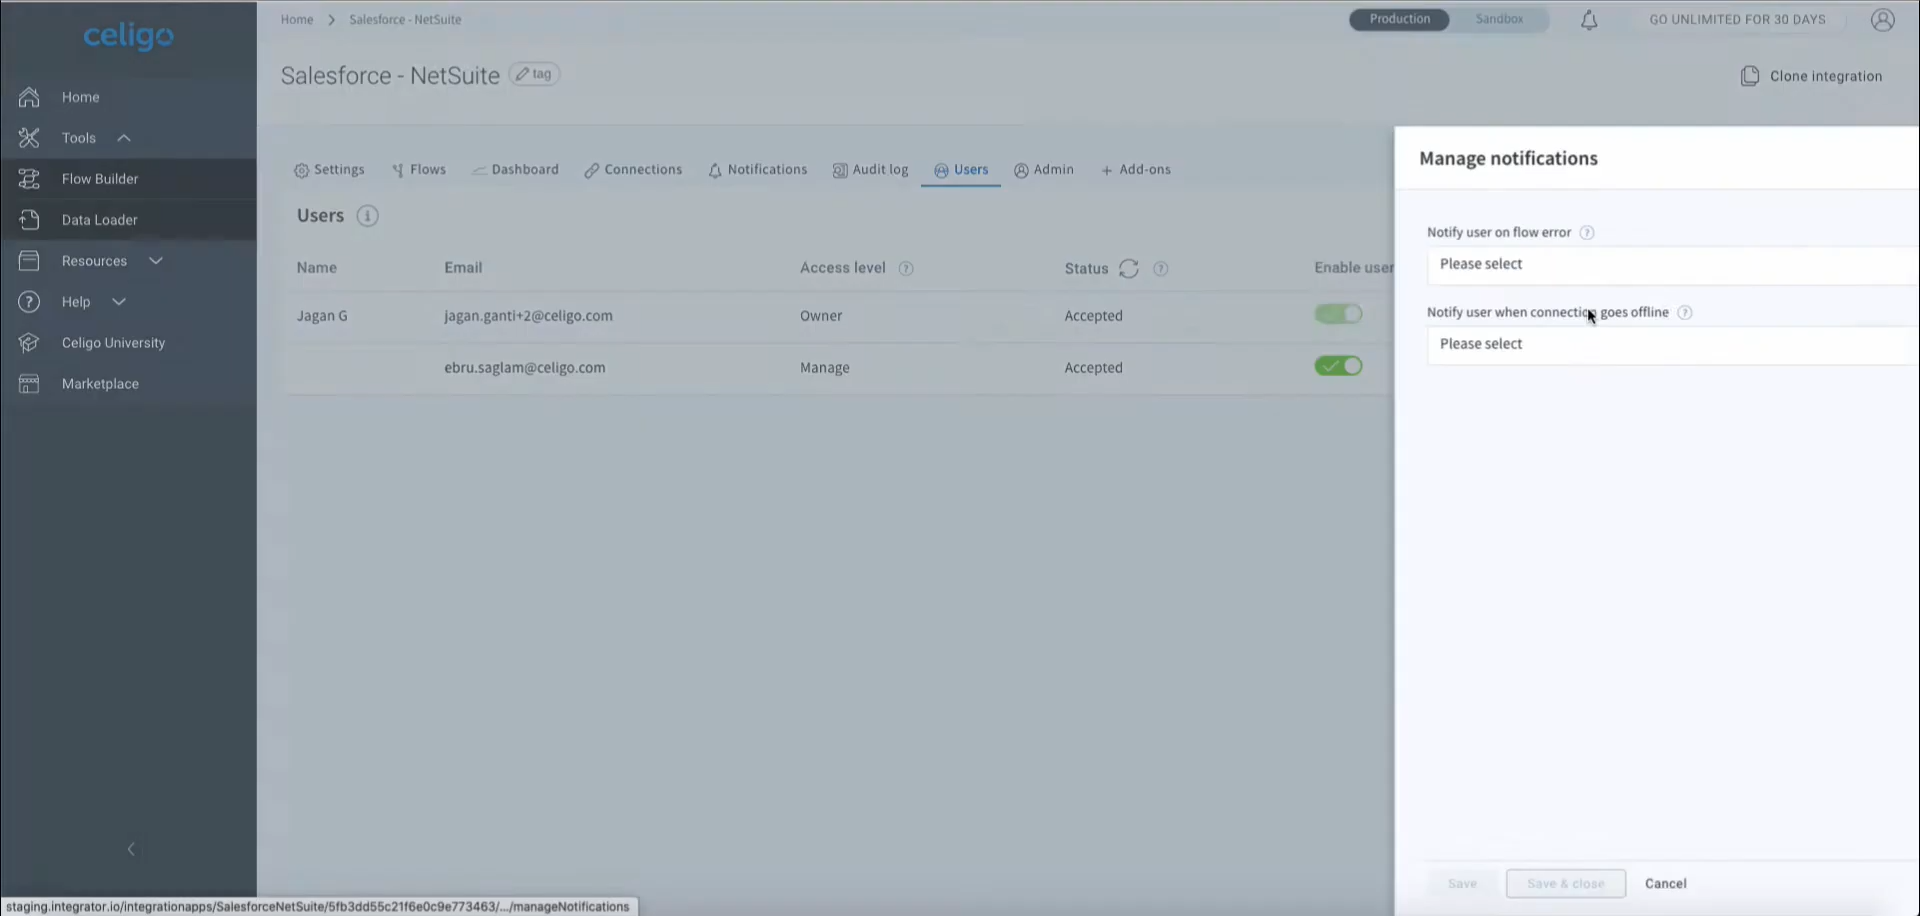 celigo
Home
Tools
Flow Builder
Data Loader
Resources
Help
Celigo University
Marketplace
Home > Salesforce - NetSuite
Production Sandbox
GO UNLIMITED FOR 30 DAYS
Salesforce - NetSuite tag
Clone integration
Settings Flows Dashboard Connections Notifications Audit log Users Admin + Add-ons
Users
Name Email Access level Status Enable user
Jagan G jagan.ganti+2@celigo.com Owner Accepted
ebru.saglam@celigo.com Manage Accepted
Manage notifications
Notify user on flow error
Please select
Notify user when connection goes offline
Please select
Save Save & close Cancel
staging.integrator.io/integrationapps/SalesforceNetSuite/5fb3dd55c21f6e0c9e773463/.../manageNotifications